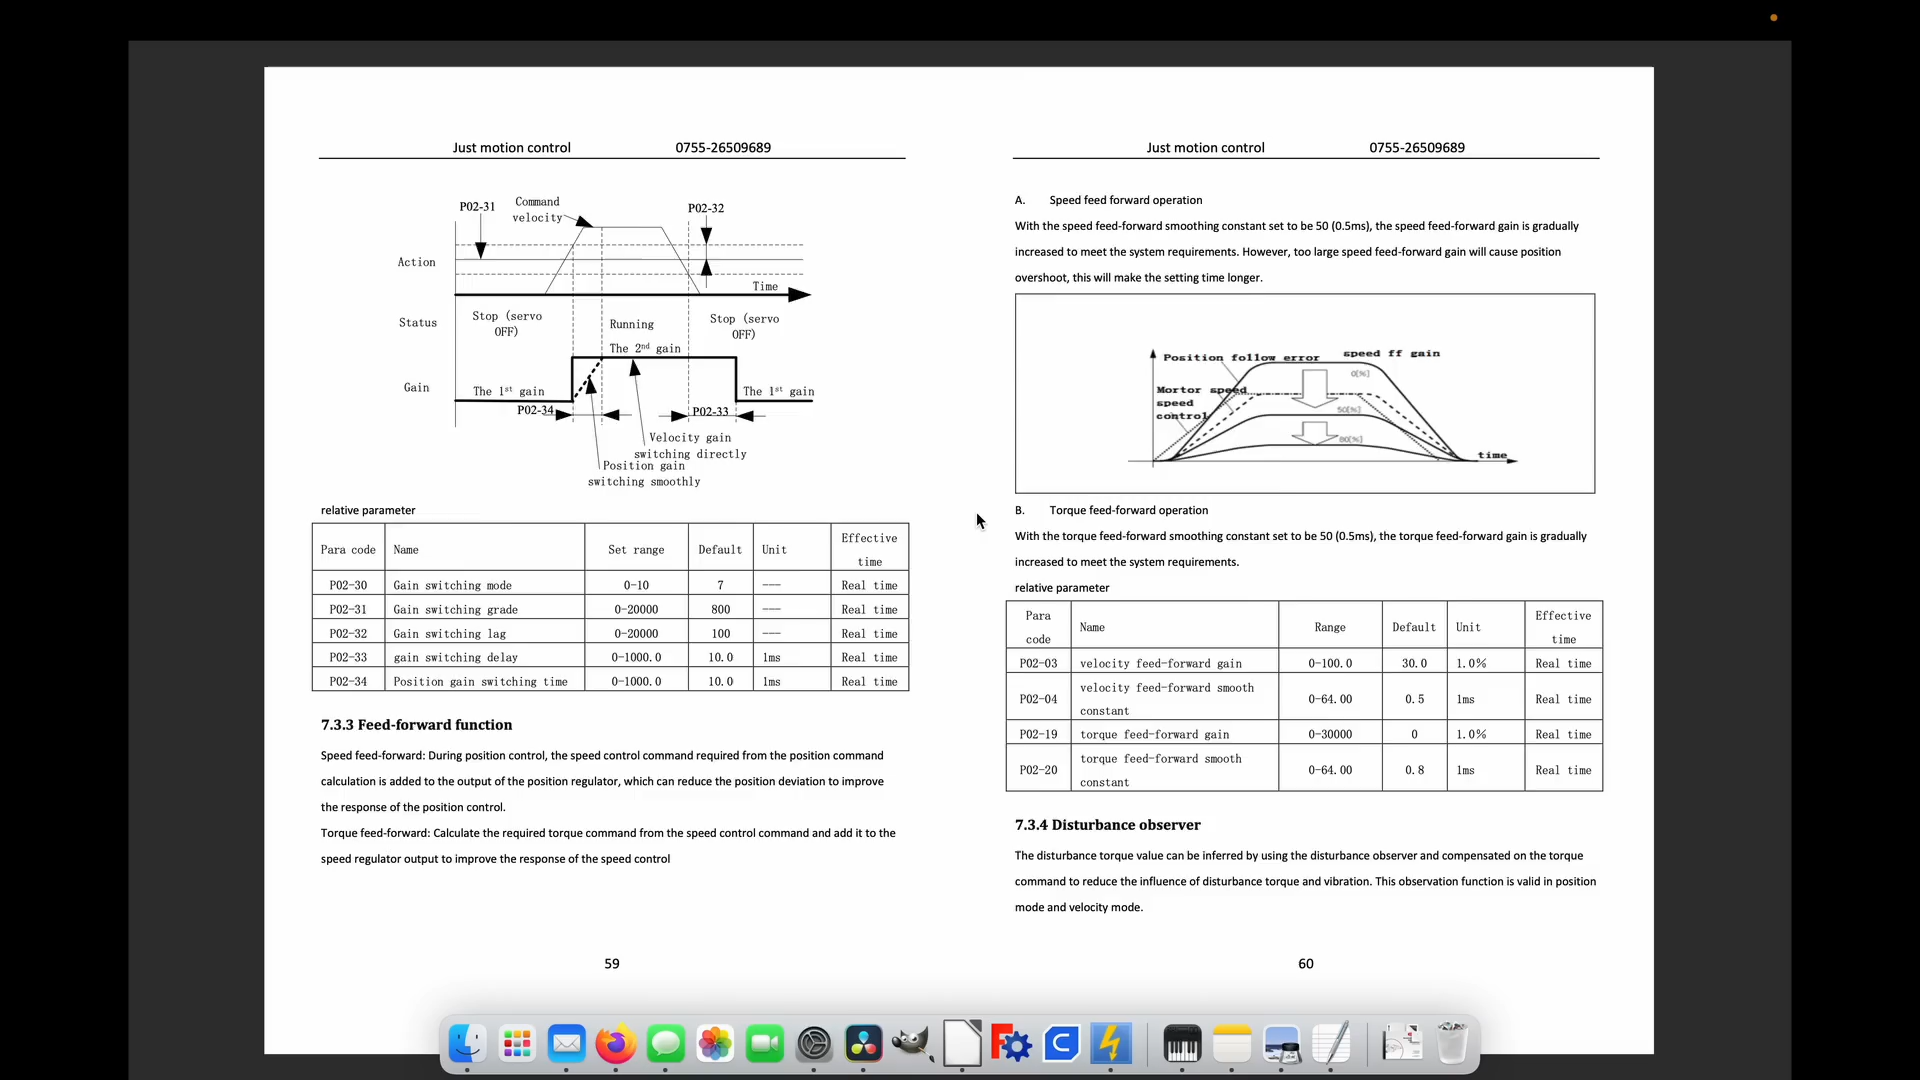 Just motion control 0755-26509689
P02-31
Command
velocity
P02-32
Action
Time
Status
Stop (servo
OFF)
Running
Stop (servo
OFF)
The 2nd gain
Gain
The 1st gain
The 1st gain
P02-34
P02-33
Velocity gain
switching directly
Position gain
switching smoothly
relative parameter
Para code Name Set range Default Unit Effective time
P02-30 Gain switching mode 0-10 7 --- Real time
P02-31 Gain switching grade 0-20000 800 --- Real time
P02-32 Gain switching lag 0-20000 100 --- Real time
P02-33 gain switching delay 0-1000.0 10.0 1ms Real time
P02-34 Position gain switching time 0-1000.0 10.0 1ms Real time
7.3.3 Feed-forward function
Speed feed-forward: During position control, the speed control command required from the position command
calculation is added to the output of the position regulator, which can reduce the position deviation to improve
the response of the position control.
Torque feed-forward: Calculate the required torque command from the speed control command and add it to the
speed regulator output to improve the response of the speed control
59
Just motion control 0755-26509689
A. Speed feed forward operation
With the speed feed-forward smoothing constant set to be 50 (0.5ms), the speed feed-forward gain is gradually
increased to meet the system requirements. However, too large speed feed-forward gain will cause position
overshoot, this will make the setting time longer.
Position follow error speed ff gain
0[%]
Mortor speed
speed
control
50[%]
80[%]
time
B. Torque feed-forward operation
With the torque feed-forward smoothing constant set to be 50 (0.5ms), the torque feed-forward gain is gradually
increased to meet the system requirements.
relative parameter
Para code Name Range Default Unit Effective time
P02-03 velocity feed-forward gain 0-100.0 30.0 1.0% Real time
P02-04 velocity feed-forward smooth constant 0-64.00 0.5 1ms Real time
P02-19 torque feed-forward gain 0-30000 0 1.0% Real time
P02-20 torque feed-forward smooth constant 0-64.00 0.8 1ms Real time
7.3.4 Disturbance observer
The disturbance torque value can be inferred by using the disturbance observer and compensated on the torque
command to reduce the influence of disturbance torque and vibration. This observation function is valid in position
mode and velocity mode.
60